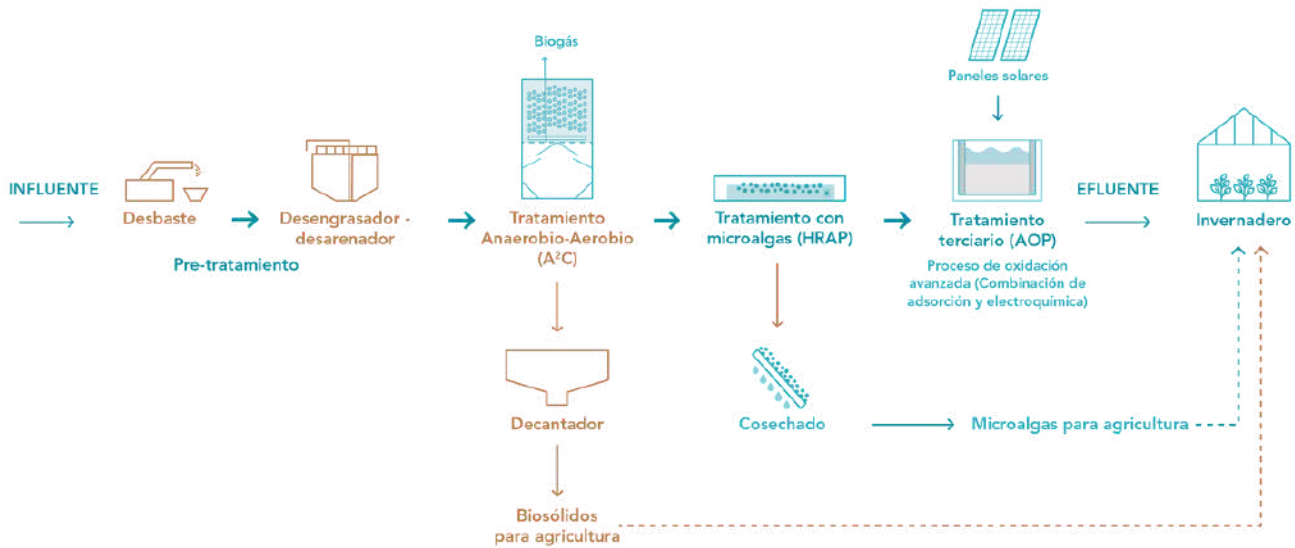 Biogás
Paneles solares
INFLUENTE
EFLUENTE
Desbaste
Desengrasador -
desarenador
Pre-tratamiento
Tratamiento
Anaerobio-Aerobio
(A²C)
Tratamiento con
microalgas (HRAP)
Tratamiento
terciario (AOP)
Proceso de oxidación
avanzada (Combinación de
adsorción y electroquímica)
Invernadero
Decantador
Cosechado
Microalgas para agricultura
Biosólidos
para agricultura